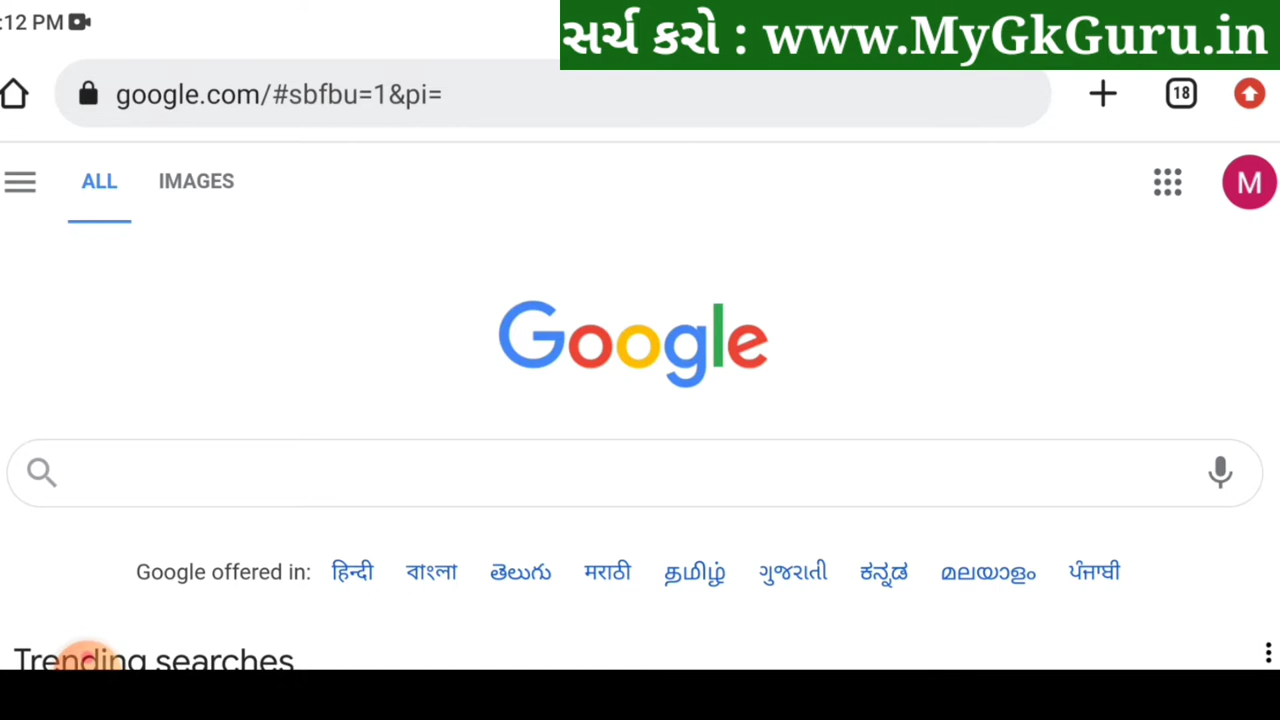 :12 PM
સર્ચ કરો : www.MyGkGuru.in
google.com/#sbfbu=1&pi=
18
ALL IMAGES
M
Google
Google offered in: हिन्दी বাংলা తెలుగు मराठी தமிழ் ગુજરાતી ಕನ್ನಡ മലയാളം ਪੰਜਾਬੀ
Trending searches